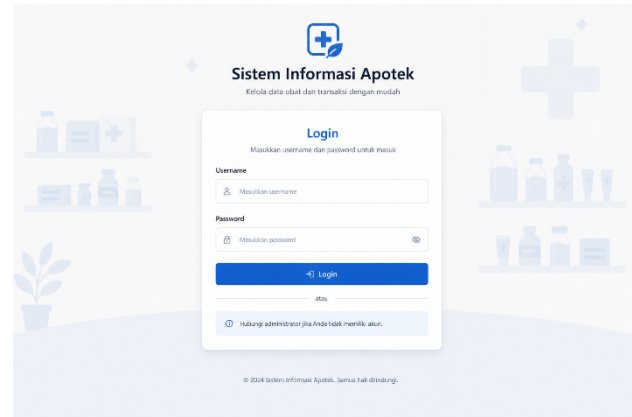 Sistem Informasi Apotek
Kelola data obat dan transaksi dengan mudah
Login
Masukkan username dan password untuk masuk
Username
Masukkan username
Password
Masukkan password
Login
atau
Hubungi administrator jika Anda tidak memiliki akun.
© 2024 Sistem Informasi Apotek. Semua hak dilindungi.